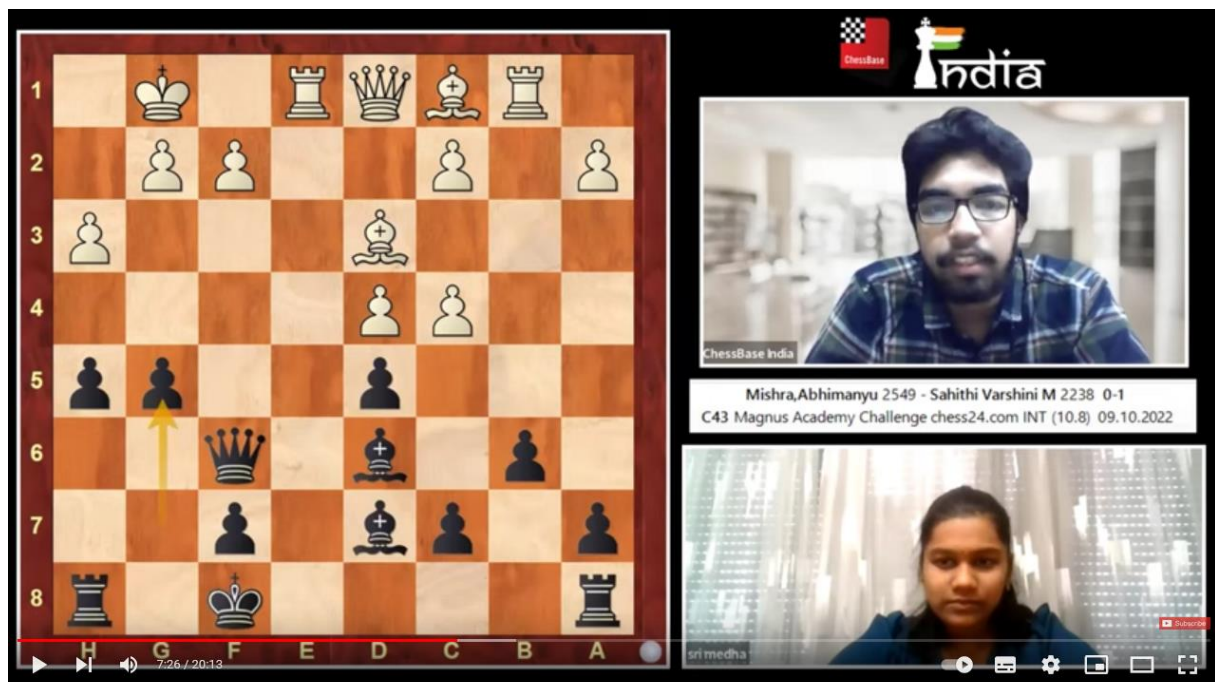 ChessBase
India
1
2
3
4
5
6
7
8
H G F E D C B A
ChessBase India
Mishra,Abhimanyu 2549 - Sahithi Varshini M 2238 0-1
C43 Magnus Academy Challenge chess24.com INT (10.8) 09.10.2022
sri medha
Subscribe
7:26 / 20:13